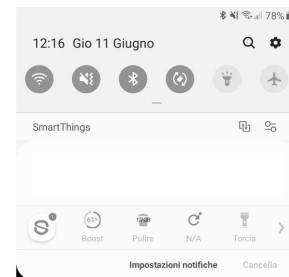 78%
12:16 Gio 11 Giugno
SmartThings
61%
Boost Pulire N/A Torcia
Impostazioni notifiche Cancella